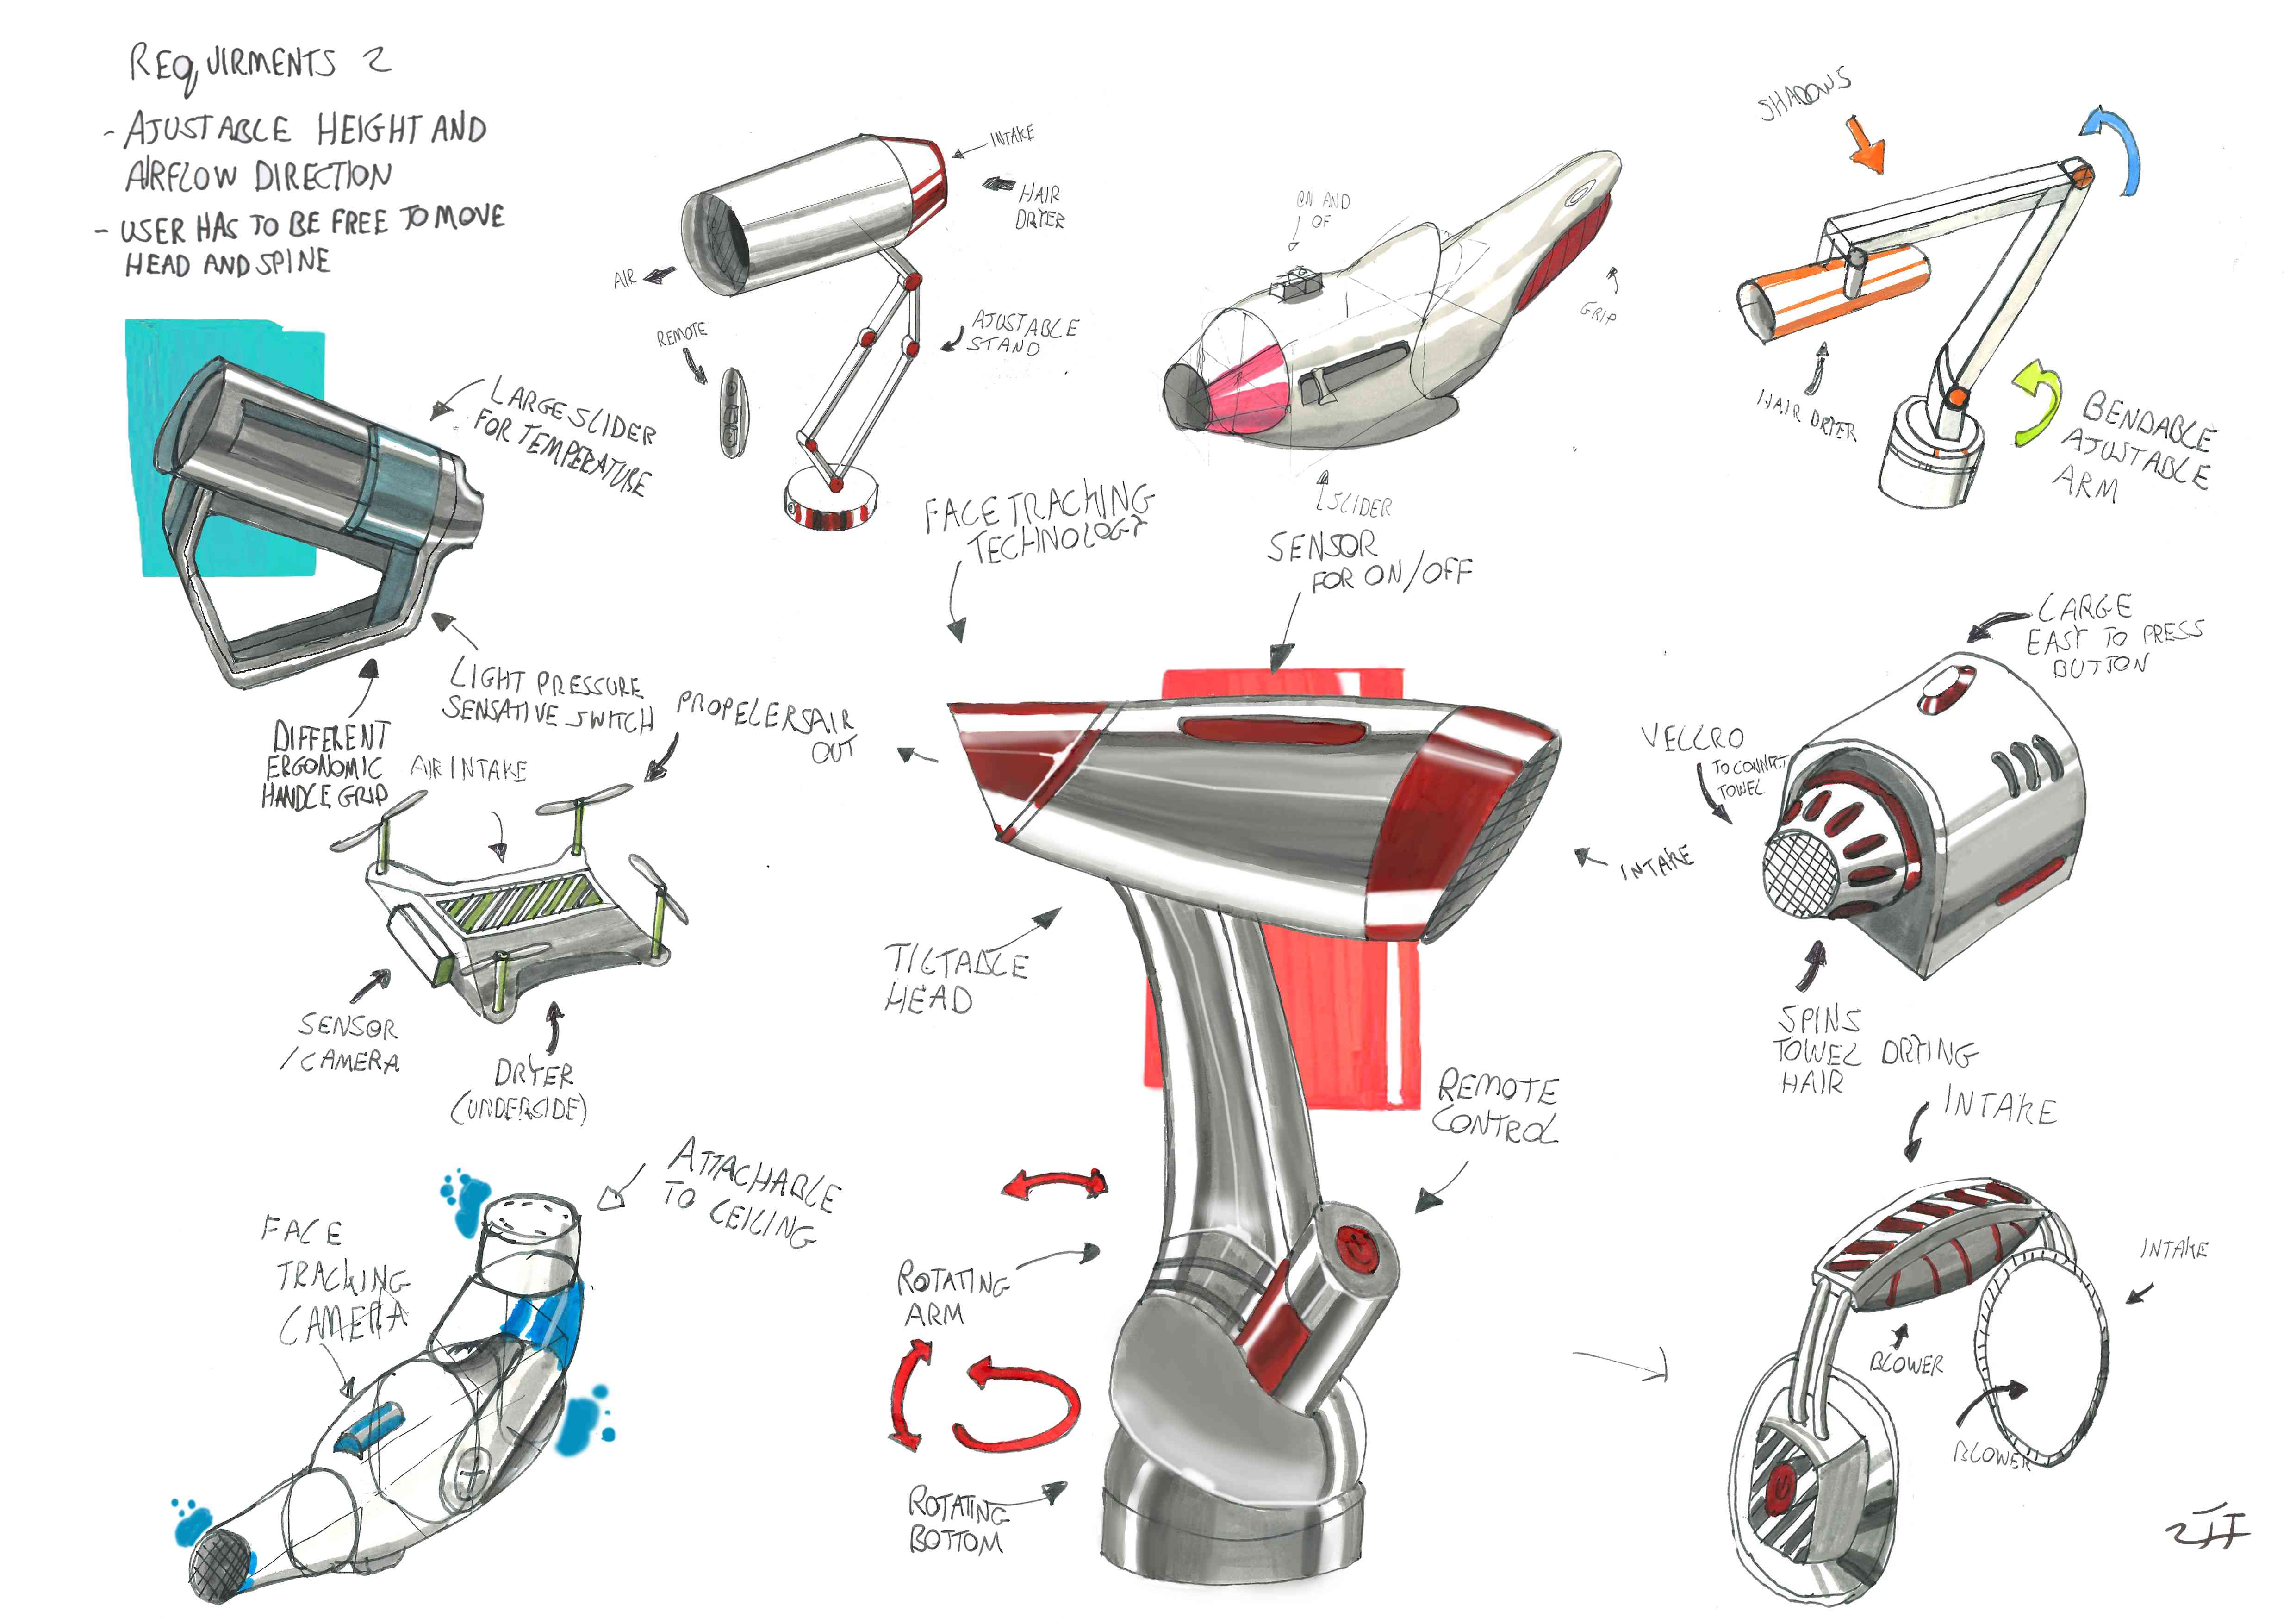 REQUIRMENTS 2
- AJUSTABLE HEIGHT AND
AIRFLOW DIRECTION
- USER HAS TO BE FREE TO MOVE
HEAD AND SPINE
INTAKE
HAIR
DRYER
AIR
REMOTE
AJUSTABLE
STAND
ON AND
OF
GRIP
SLIDER
SHADOWS
HAIR DRYER
BENDABLE
AJUSTABLE
ARM
LARGE SLIDER
FOR TEMPERATURE
LIGHT PRESSURE
SENSATIVE SWITCH
DIFFERENT
ERGONOMIC
HANDLE GRIP
FACE TRACKING
TECHNOLOGY
SENSOR
FOR ON/OFF
LARGE
EASY TO PRESS
BUTTON
VELCRO
TO CONNECT
TOWEL
SPINS
TOWEL DRYING
HAIR
PROPELERS
AIR
OUT
AIR INTAKE
SENSOR
/CAMERA
DRYER
(UNDERSIDE)
INTAKE
TILTABLE
HEAD
REMOTE
CONTROL
ROTATING
ARM
ROTATING
BOTTOM
ATTACHABLE
TO CEILING
FACE
TRACKING
CAMERA
INTAKE
INTAKE
BLOWER
BLOWER